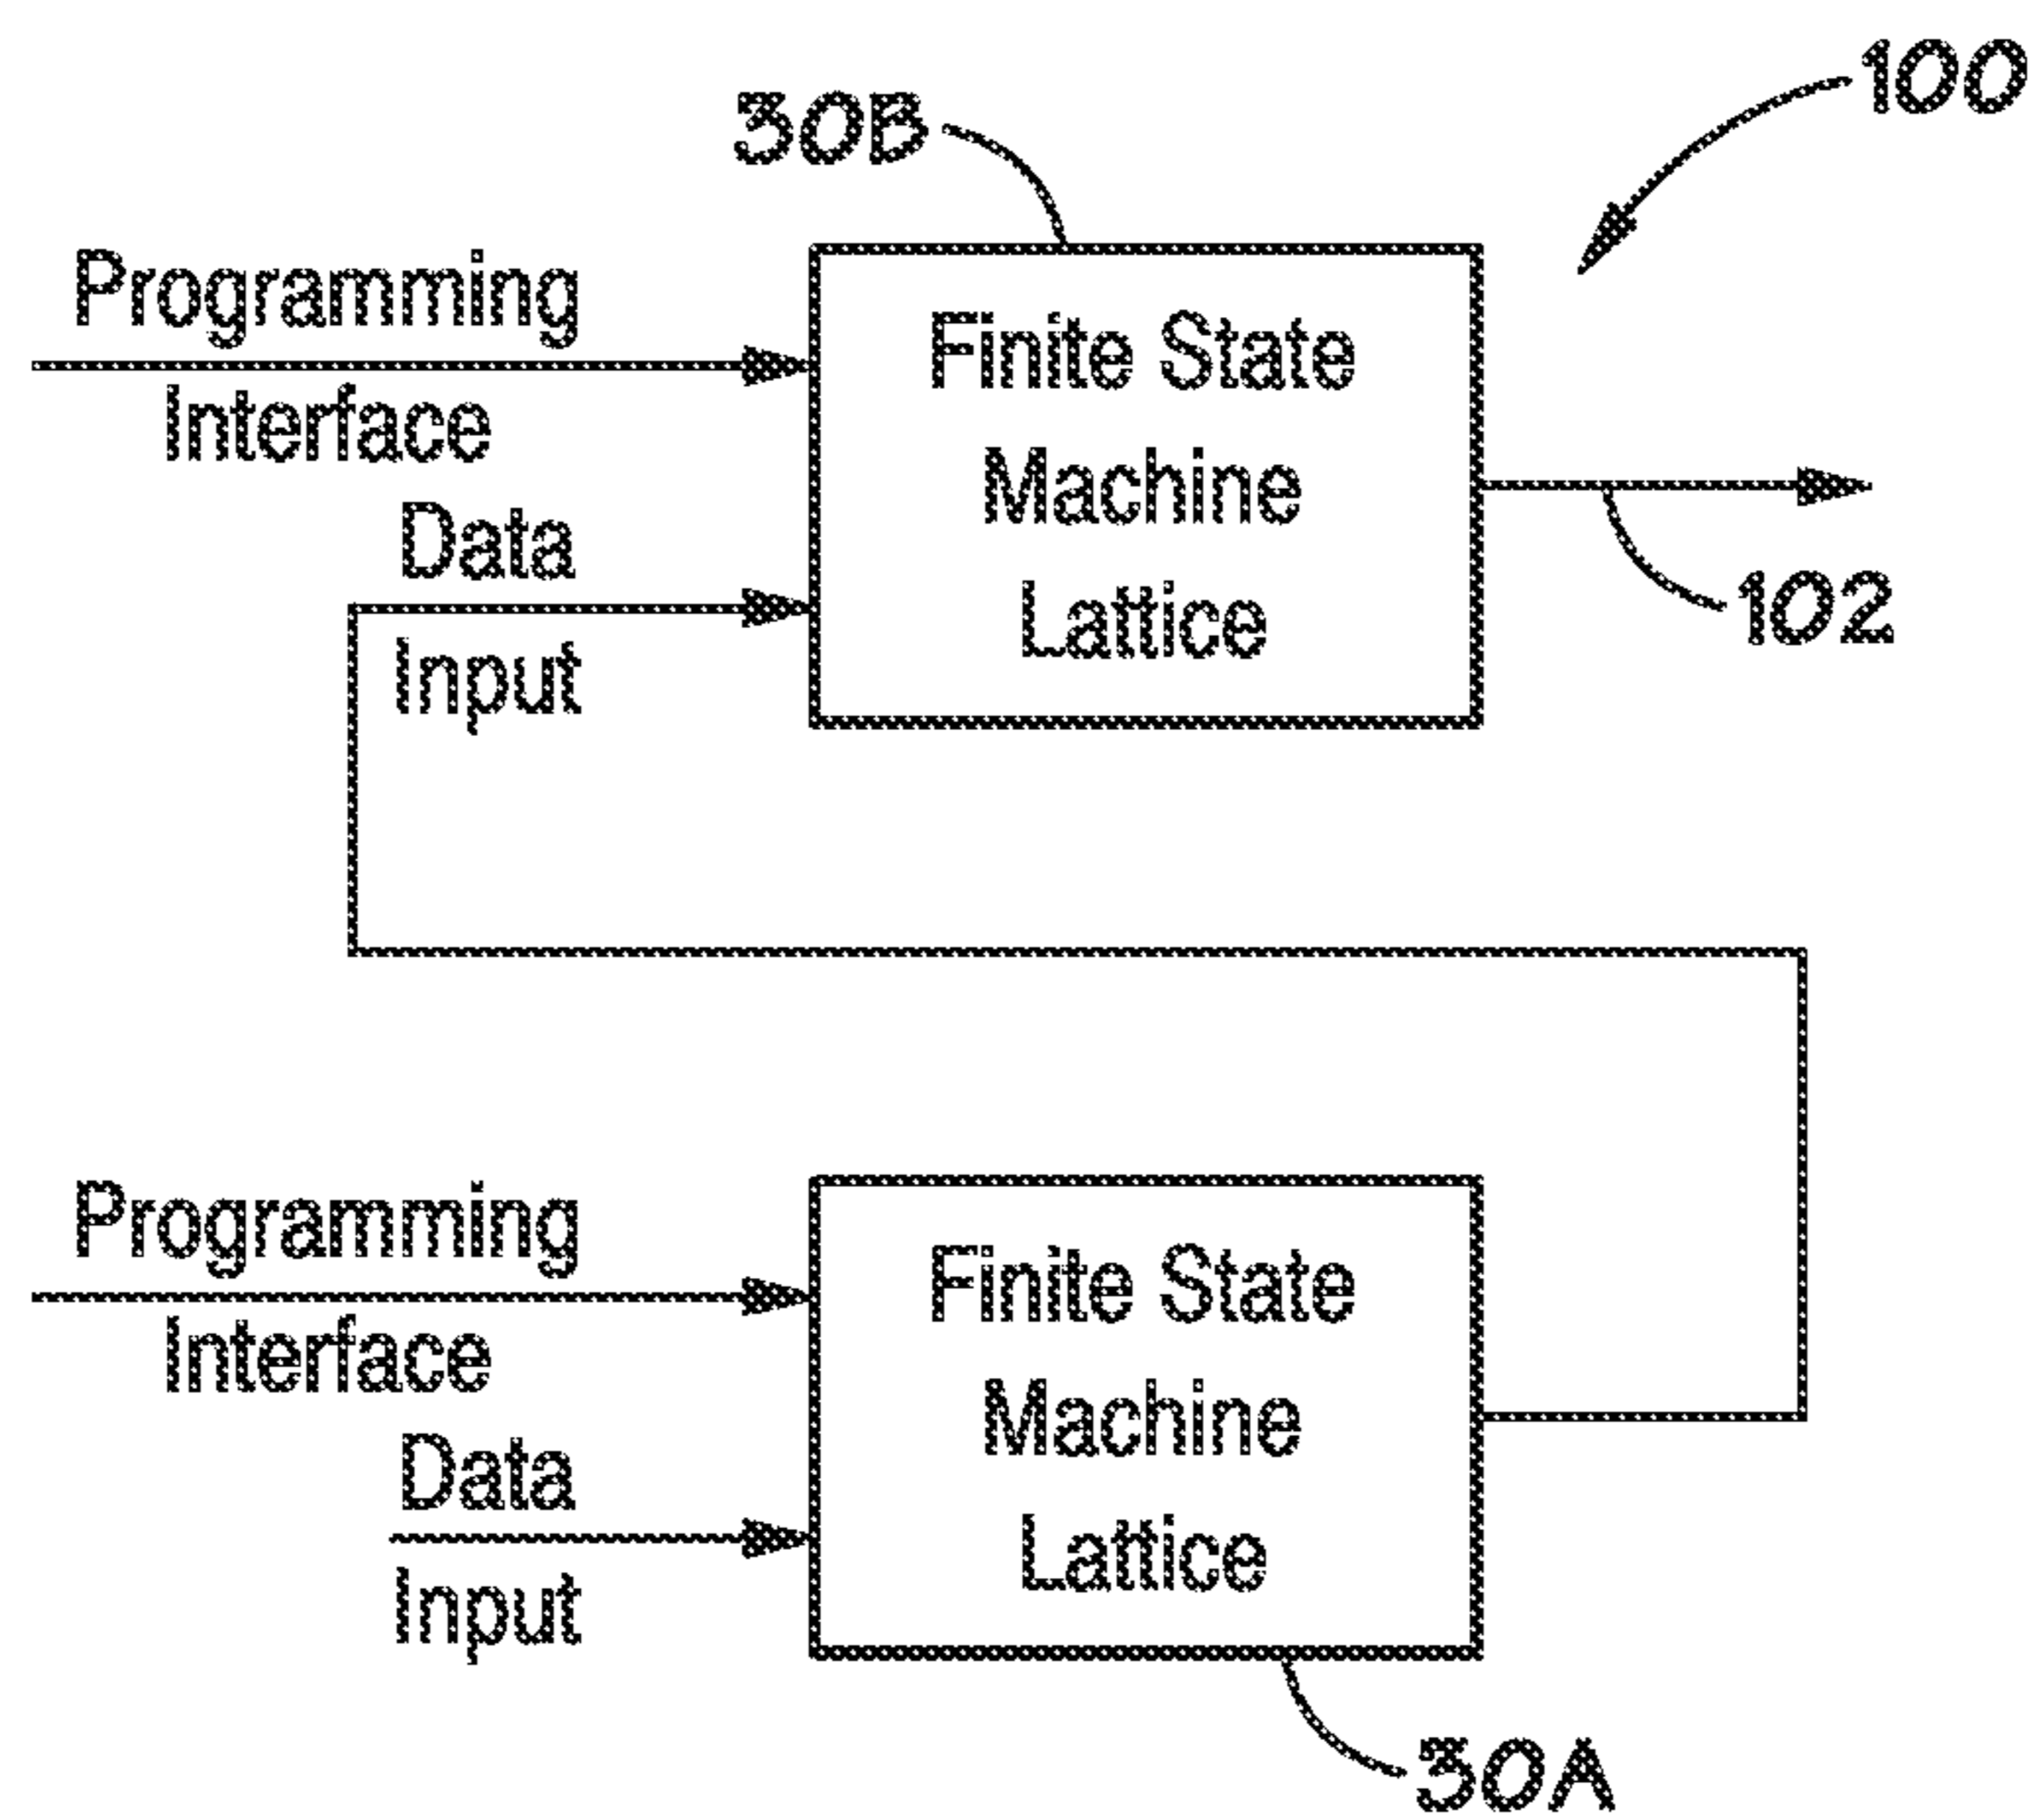 100
30B
Programming
Interface
Data
Input
Finite State
Machine
Lattice
102
Programming
Interface
Data
Input
Finite State
Machine
Lattice
30A